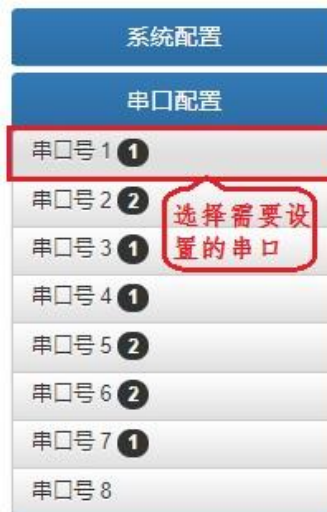 系统配置
串口配置
串口号 1 1
串口号 2 2
选择需要设
置的串口
串口号 3 1
串口号 4 1
串口号 5 2
串口号 6 2
串口号 7 1
串口号 8